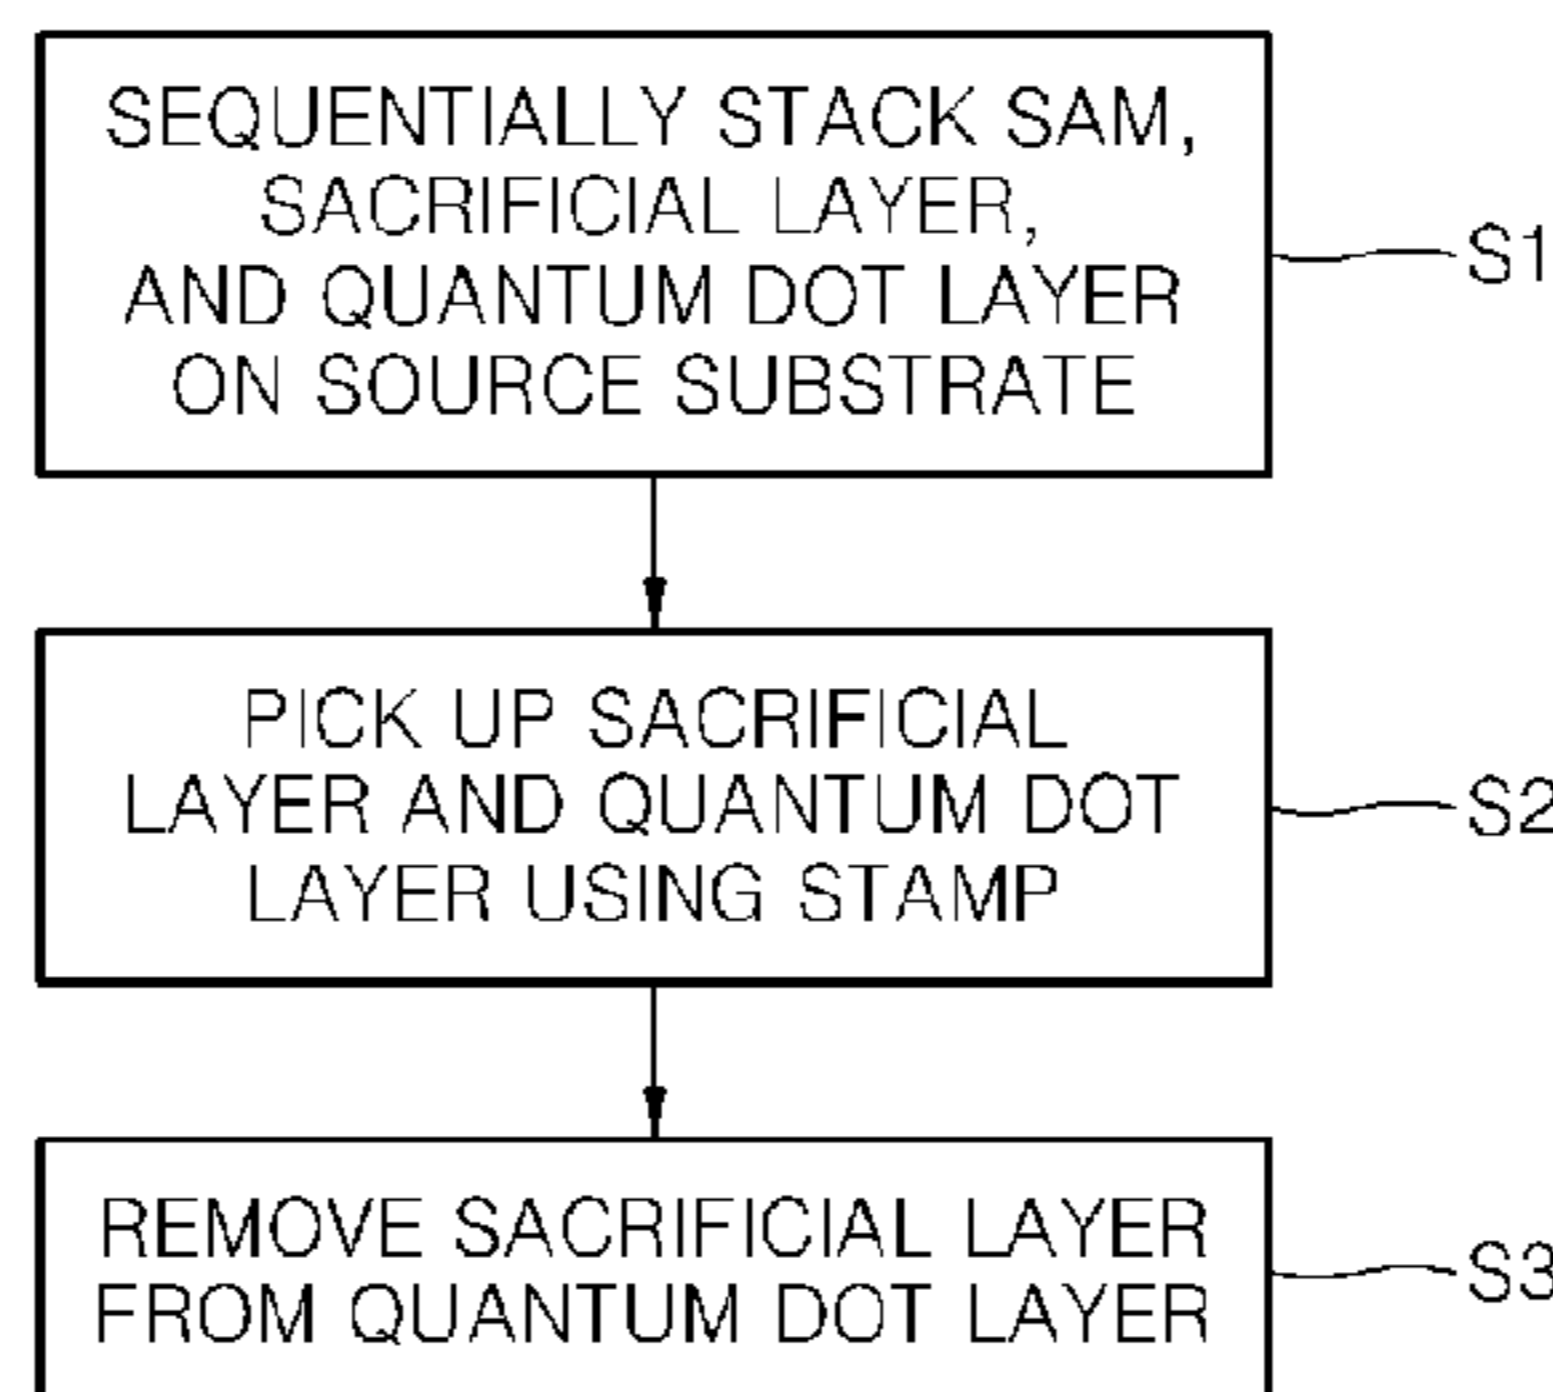 SEQUENTIALLY STACK SAM,
SACRIFICIAL LAYER,
AND QUANTUM DOT LAYER
ON SOURCE SUBSTRATE
S1
PICK UP SACRIFICIAL
LAYER AND QUANTUM DOT
LAYER USING STAMP
S2
REMOVE SACRIFICIAL LAYER
FROM QUANTUM DOT LAYER
S3